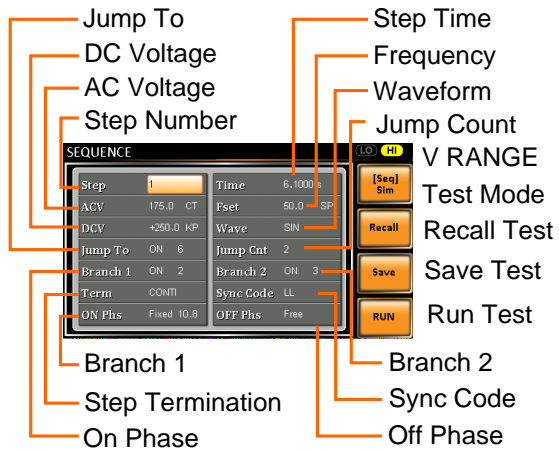 Jump To
DC Voltage
AC Voltage
Step Number
Step Time
Frequency
Waveform
Jump Count
V RANGE
Test Mode
Recall Test
Save Test
Run Test
SEQUENCE LO HI
Step 1 Time 6.1000 s
ACV 175.0 CT Fset 50.0 SP
DCV +250.0 KP Wave SIN
Jump To ON 6 Jump Cnt 2
Branch 1 ON 2 Branch 2 ON 3
Term CONTI Sync Code LL
ON Phs Fixed 10.8 OFF Phs Free
[Seq]
Sim
Recall
Save
RUN
Branch 1
Step Termination
On Phase
Branch 2
Sync Code
Off Phase